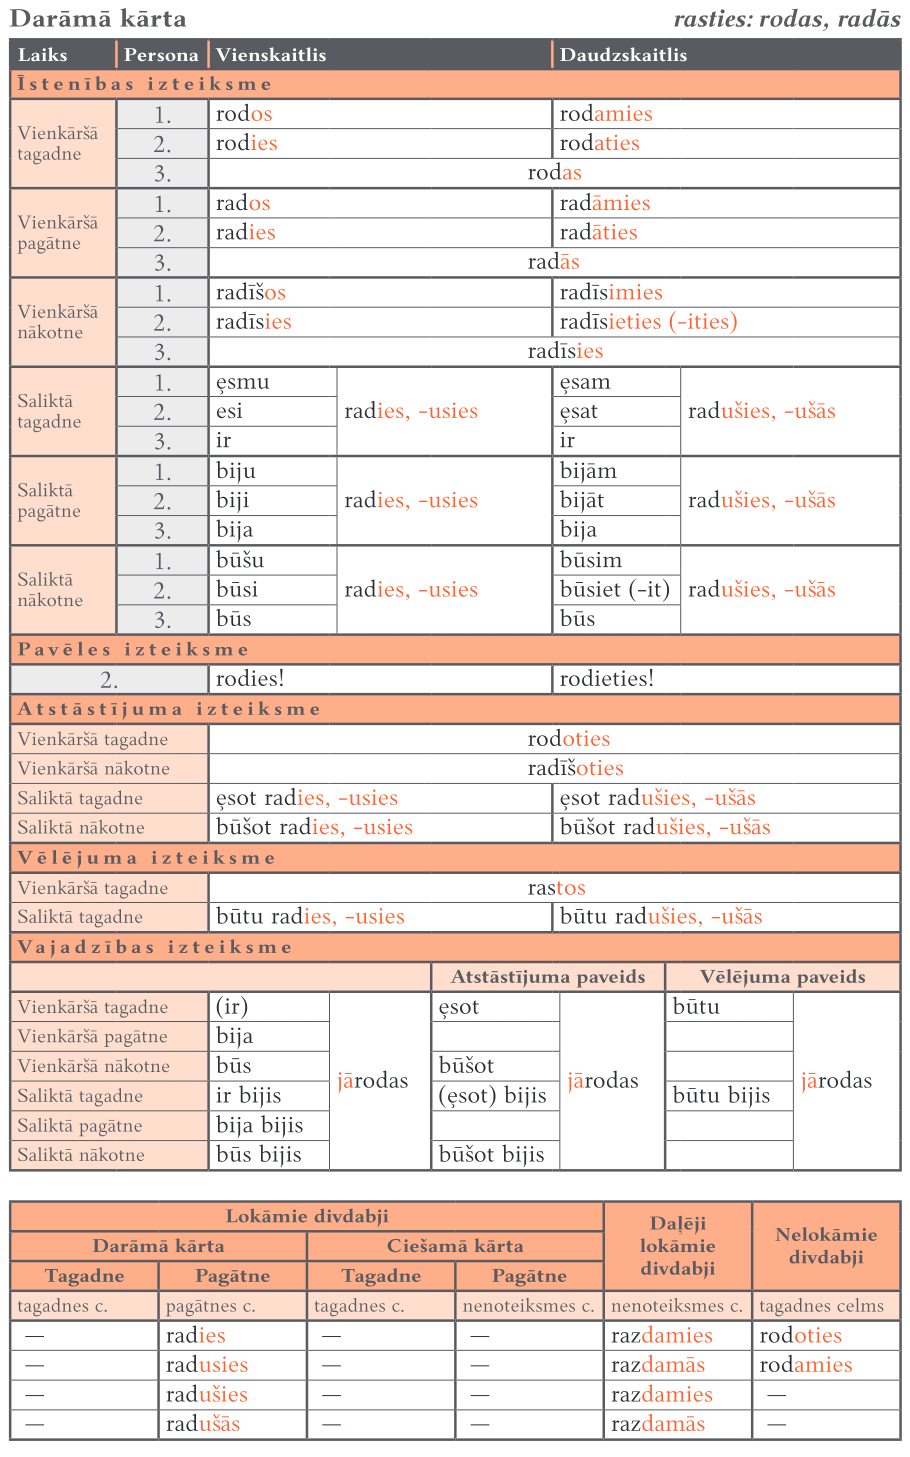 Darāmā kārta rasties: rodas, radās
Laiks Persona Vienskaitlis Daudzskaitlis
Īstenības izteiksme
Vienkāršā tagadne
1. rodos rodamies
2. rodies rodaties
3. rodas
Vienkāršā pagātne
1. rados radāmies
2. radies radāties
3. radās
Vienkāršā nākotne
1. radīšos radīsimies
2. radīsies radīsieties (-ities)
3. radīsies
Saliktā tagadne
1. ȩsmu ȩsam
2. esi radies, -usies ȩsat radušies, -ušās
3. ir ir
Saliktā pagātne
1. biju bijām
2. biji radies, -usies bijāt radušies, -ušās
3. bija bija
Saliktā nākotne
1. būšu būsim
2. būsi radies, -usies būsiet (-it) radušies, -ušās
3. būs būs
Pavēles izteiksme
2. rodies! rodieties!
Atstāstījuma izteiksme
Vienkāršā tagadne rodoties
Vienkāršā nākotne radīšoties
Saliktā tagadne ȩsot radies, -usies ȩsot radušies, -ušās
Saliktā nākotne būšot radies, -usies būšot radušies, -ušās
Vēlējuma izteiksme
Vienkāršā tagadne rastos
Saliktā tagadne būtu radies, -usies būtu radušies, -ušās
Vajadzības izteiksme
Atstāstījuma paveids Vēlējuma paveids
Vienkāršā tagadne (ir) ȩsot būtu
Vienkāršā pagātne bija
Vienkāršā nākotne būs būšot
jārodas jārodas jārodas
Saliktā tagadne ir bijis (ȩsot) bijis būtu bijis
Saliktā pagātne bija bijis
Saliktā nākotne būs bijis būšot bijis
Lokāmie divdabji Daļēji lokāmie divdabji Nelokāmie divdabji
Darāmā kārta Ciešamā kārta
Tagadne Pagātne Tagadne Pagātne
tagadnes c. pagātnes c. tagadnes c. nenoteiksmes c. nenoteiksmes c. tagadnes celms
— radies — — razdamies rodoties
— radusies — — razdamās rodamies
— radušies — — razdamies —
— radušās — — razdamās —